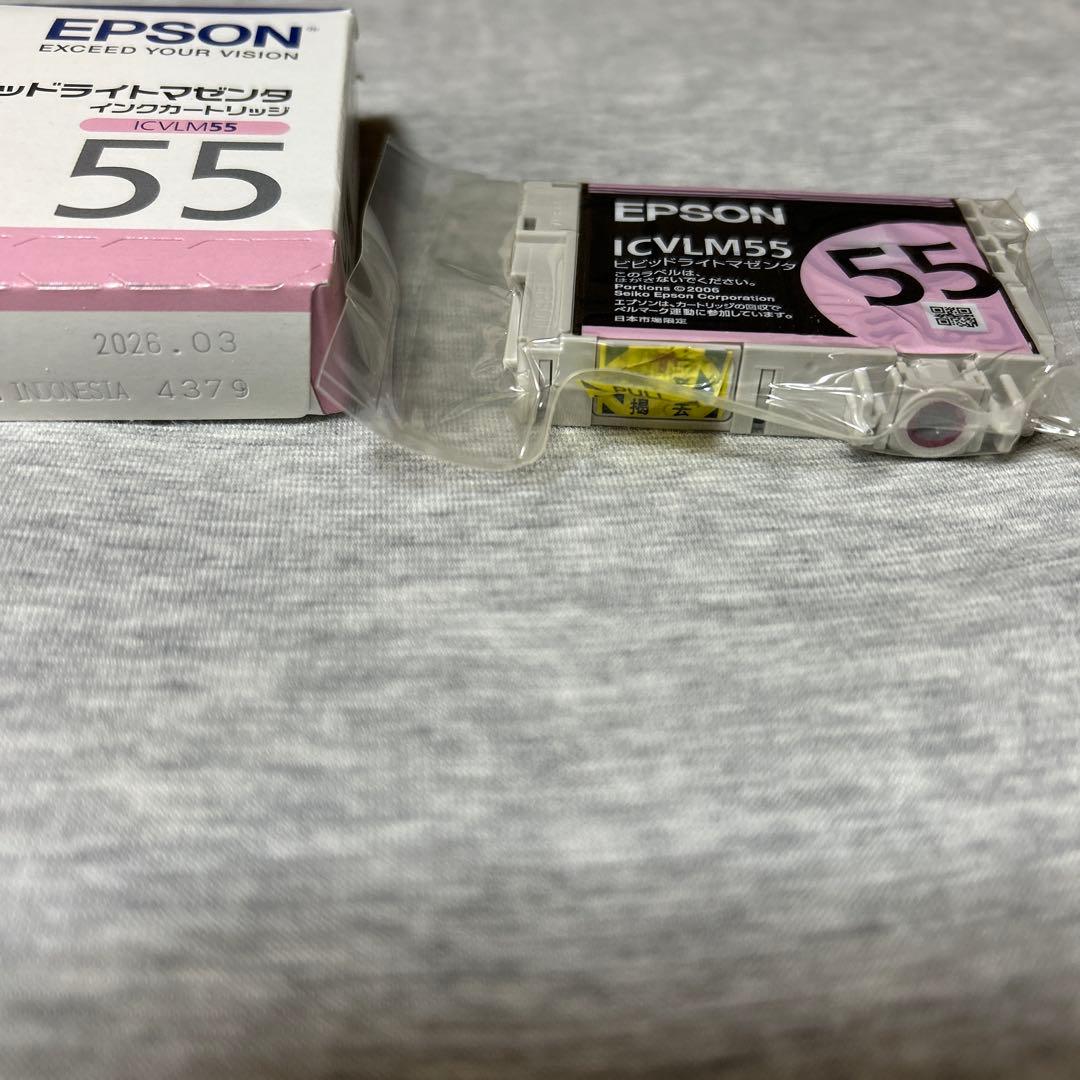 EPSON
EXCEED YOUR VISION
ッドライトマゼンタ
インクカートリッジ
ICVLM55
55
2026.03
INDONESIA 4379
EPSON
ICVLM55
ビビッドライトマゼンタ
このラベルは、
はがさないでください。
Portions ©2006
Seiko Epson Corporation
エプソンは、カートリッジの回収で
ベルマーク運動に参加しています。
日本市場限定
55